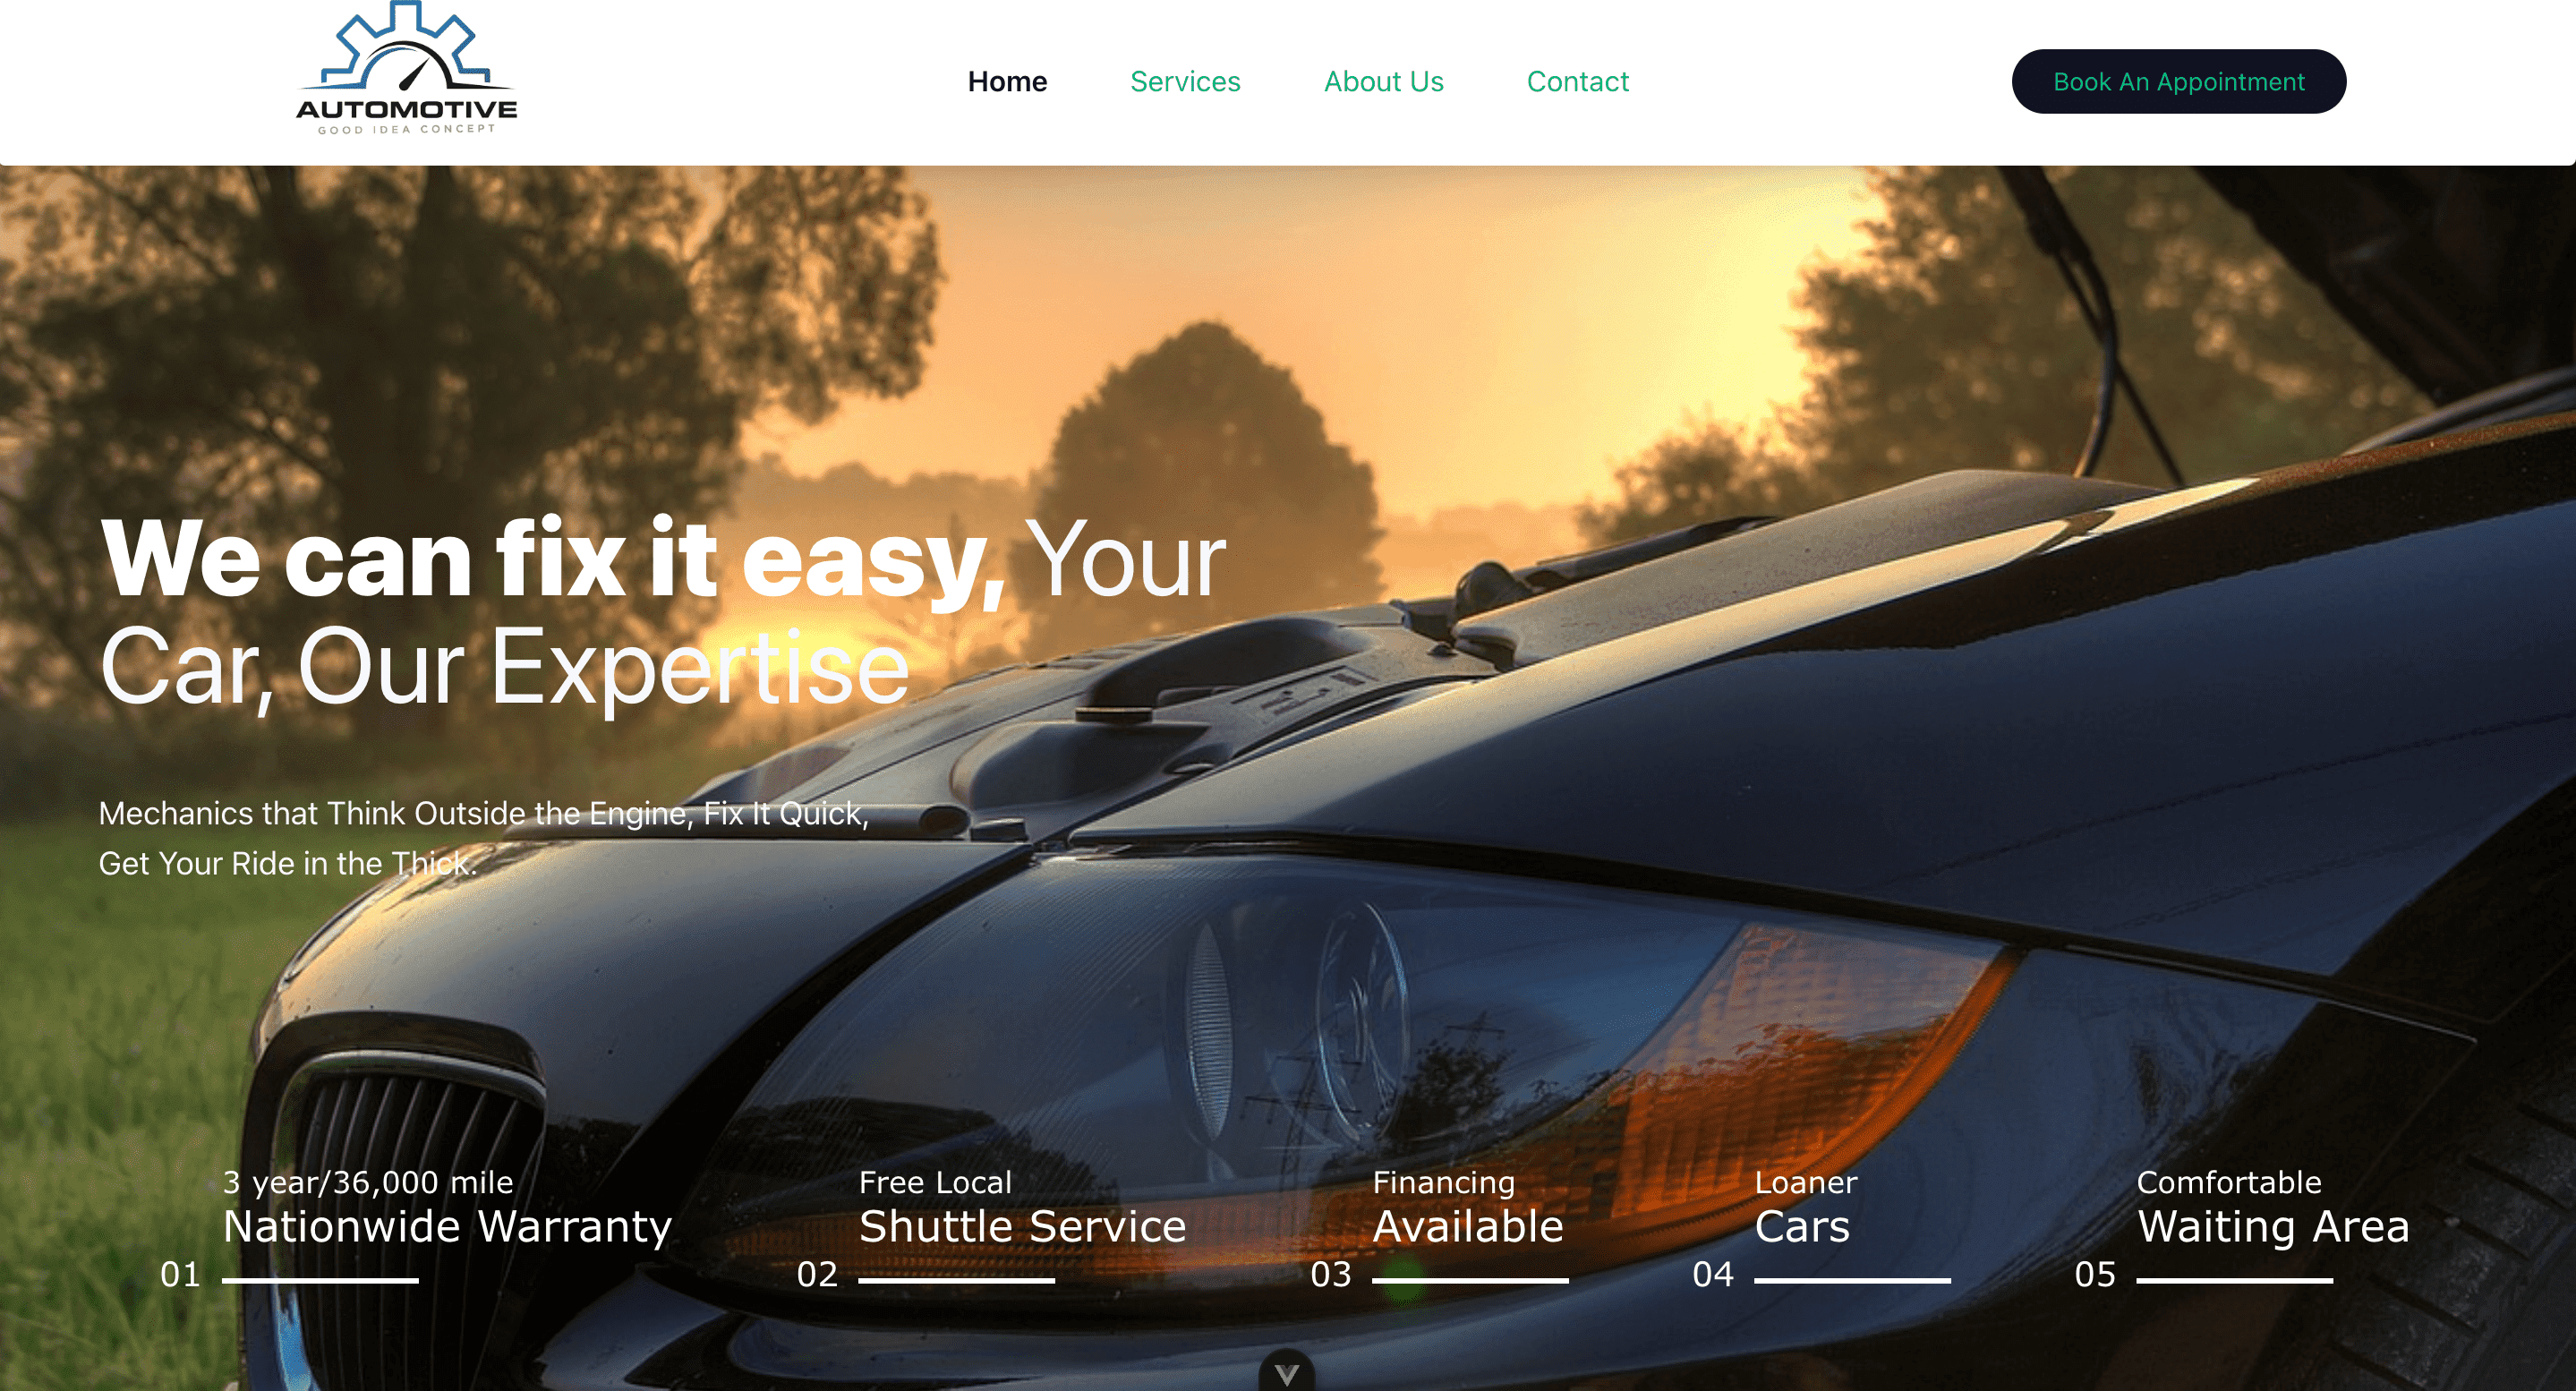 AUTOMOTIVE
GOOD IDEA CONCEPT
Home
Services
About Us
Contact
Book An Appointment
We can fix it easy, Your
Car, Our Expertise
Mechanics that Think Outside the Engine, Fix It Quick,
Get Your Ride in the Thick.
3 year/36,000 mile
Nationwide Warranty
01
Free Local
Shuttle Service
02
Financing
Available
03
Loaner
Cars
04
Comfortable
Waiting Area
05